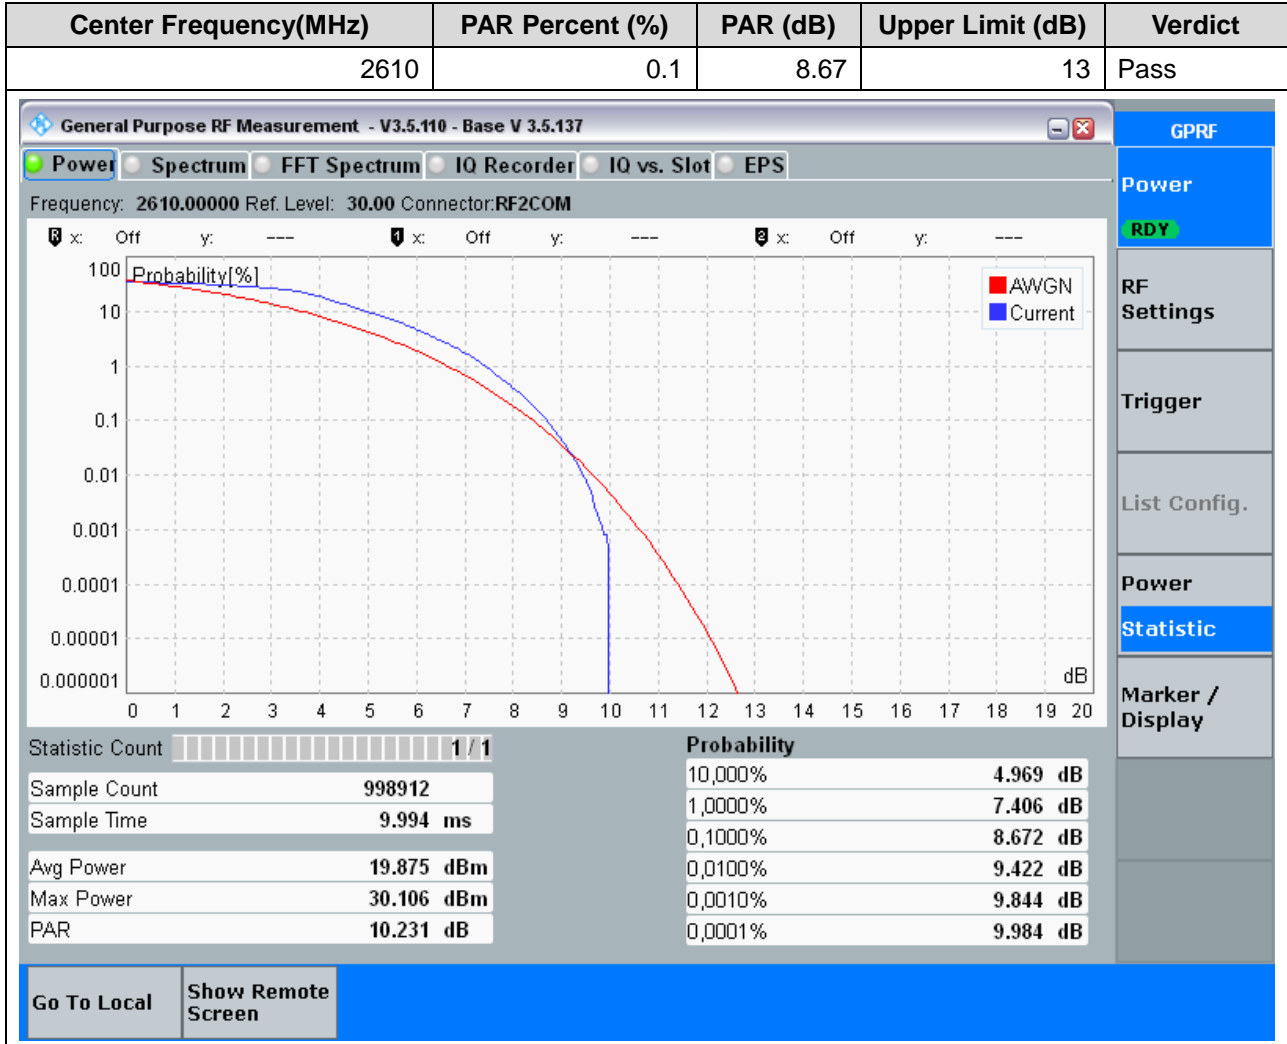 Center Frequency(MHz) PAR Percent (%) PAR (dB) Upper Limit (dB) Verdict
2610 0.1 8.67 13 Pass
General Purpose RF Measurement - V3.5.110 - Base V 3.5.137
GPRF
Power Spectrum FFT Spectrum IQ Recorder IQ vs. Slot EPS
Frequency: 2610.00000 Ref. Level: 30.00 Connector:RF2COM
R x: Off y: --- 1 x: Off y: --- 2 x: Off y: ---
Probability[%]
AWGN
Current
100
10
1
0.1
0.01
0.001
0.0001
0.00001
0.000001
dB
0 1 2 3 4 5 6 7 8 9 10 11 12 13 14 15 16 17 18 19 20
Statistic Count 1 / 1
Sample Count 998912
Sample Time 9.994 ms
Avg Power 19.875 dBm
Max Power 30.106 dBm
PAR 10.231 dB
Probability
10,000% 4.969 dB
1,0000% 7.406 dB
0,1000% 8.672 dB
0,0100% 9.422 dB
0,0010% 9.844 dB
0,0001% 9.984 dB
Power
RDY
RF
Settings
Trigger
List Config.
Power
Statistic
Marker /
Display
Go To Local
Show Remote
Screen